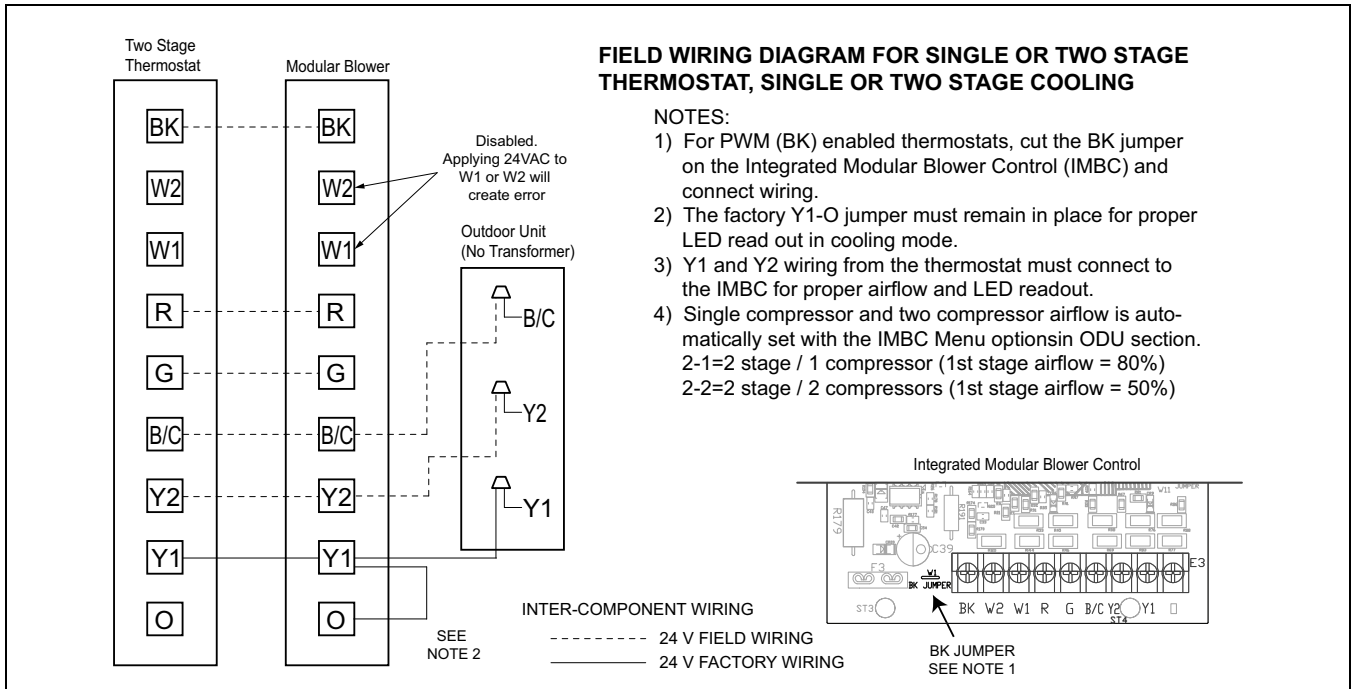 FIELD WIRING DIAGRAM FOR SINGLE OR TWO STAGE
THERMOSTAT, SINGLE OR TWO STAGE COOLING
NOTES:
1) For PWM (BK) enabled thermostats, cut the BK jumper
on the Integrated Modular Blower Control (IMBC) and
connect wiring.
2) The factory Y1-O jumper must remain in place for proper
LED read out in cooling mode.
3) Y1 and Y2 wiring from the thermostat must connect to
the IMBC for proper airflow and LED readout.
4) Single compressor and two compressor airflow is auto-
matically set with the IMBC Menu optionsin ODU section.
2-1=2 stage / 1 compressor (1st stage airflow = 80%)
2-2=2 stage / 2 compressors (1st stage airflow = 50%)
Two Stage
Thermostat
BK
W2
W1
R
G
B/C
Y2
Y1
O
Modular Blower
BK
W2
W1
R
G
B/C
Y2
Y1
O
Disabled.
Applying 24VAC to
W1 or W2 will
create error
Outdoor Unit
(No Transformer)
B/C
Y2
Y1
SEE
NOTE 2
INTER-COMPONENT WIRING
24 V FIELD WIRING
24 V FACTORY WIRING
Integrated Modular Blower Control
JUMPER
W11
R179
R191
C39
F3
W1
BK JUMPER
E3
ST3
BK W2 W1 R G B/C Y2 Y1
ST4
BK JUMPER
SEE NOTE 1